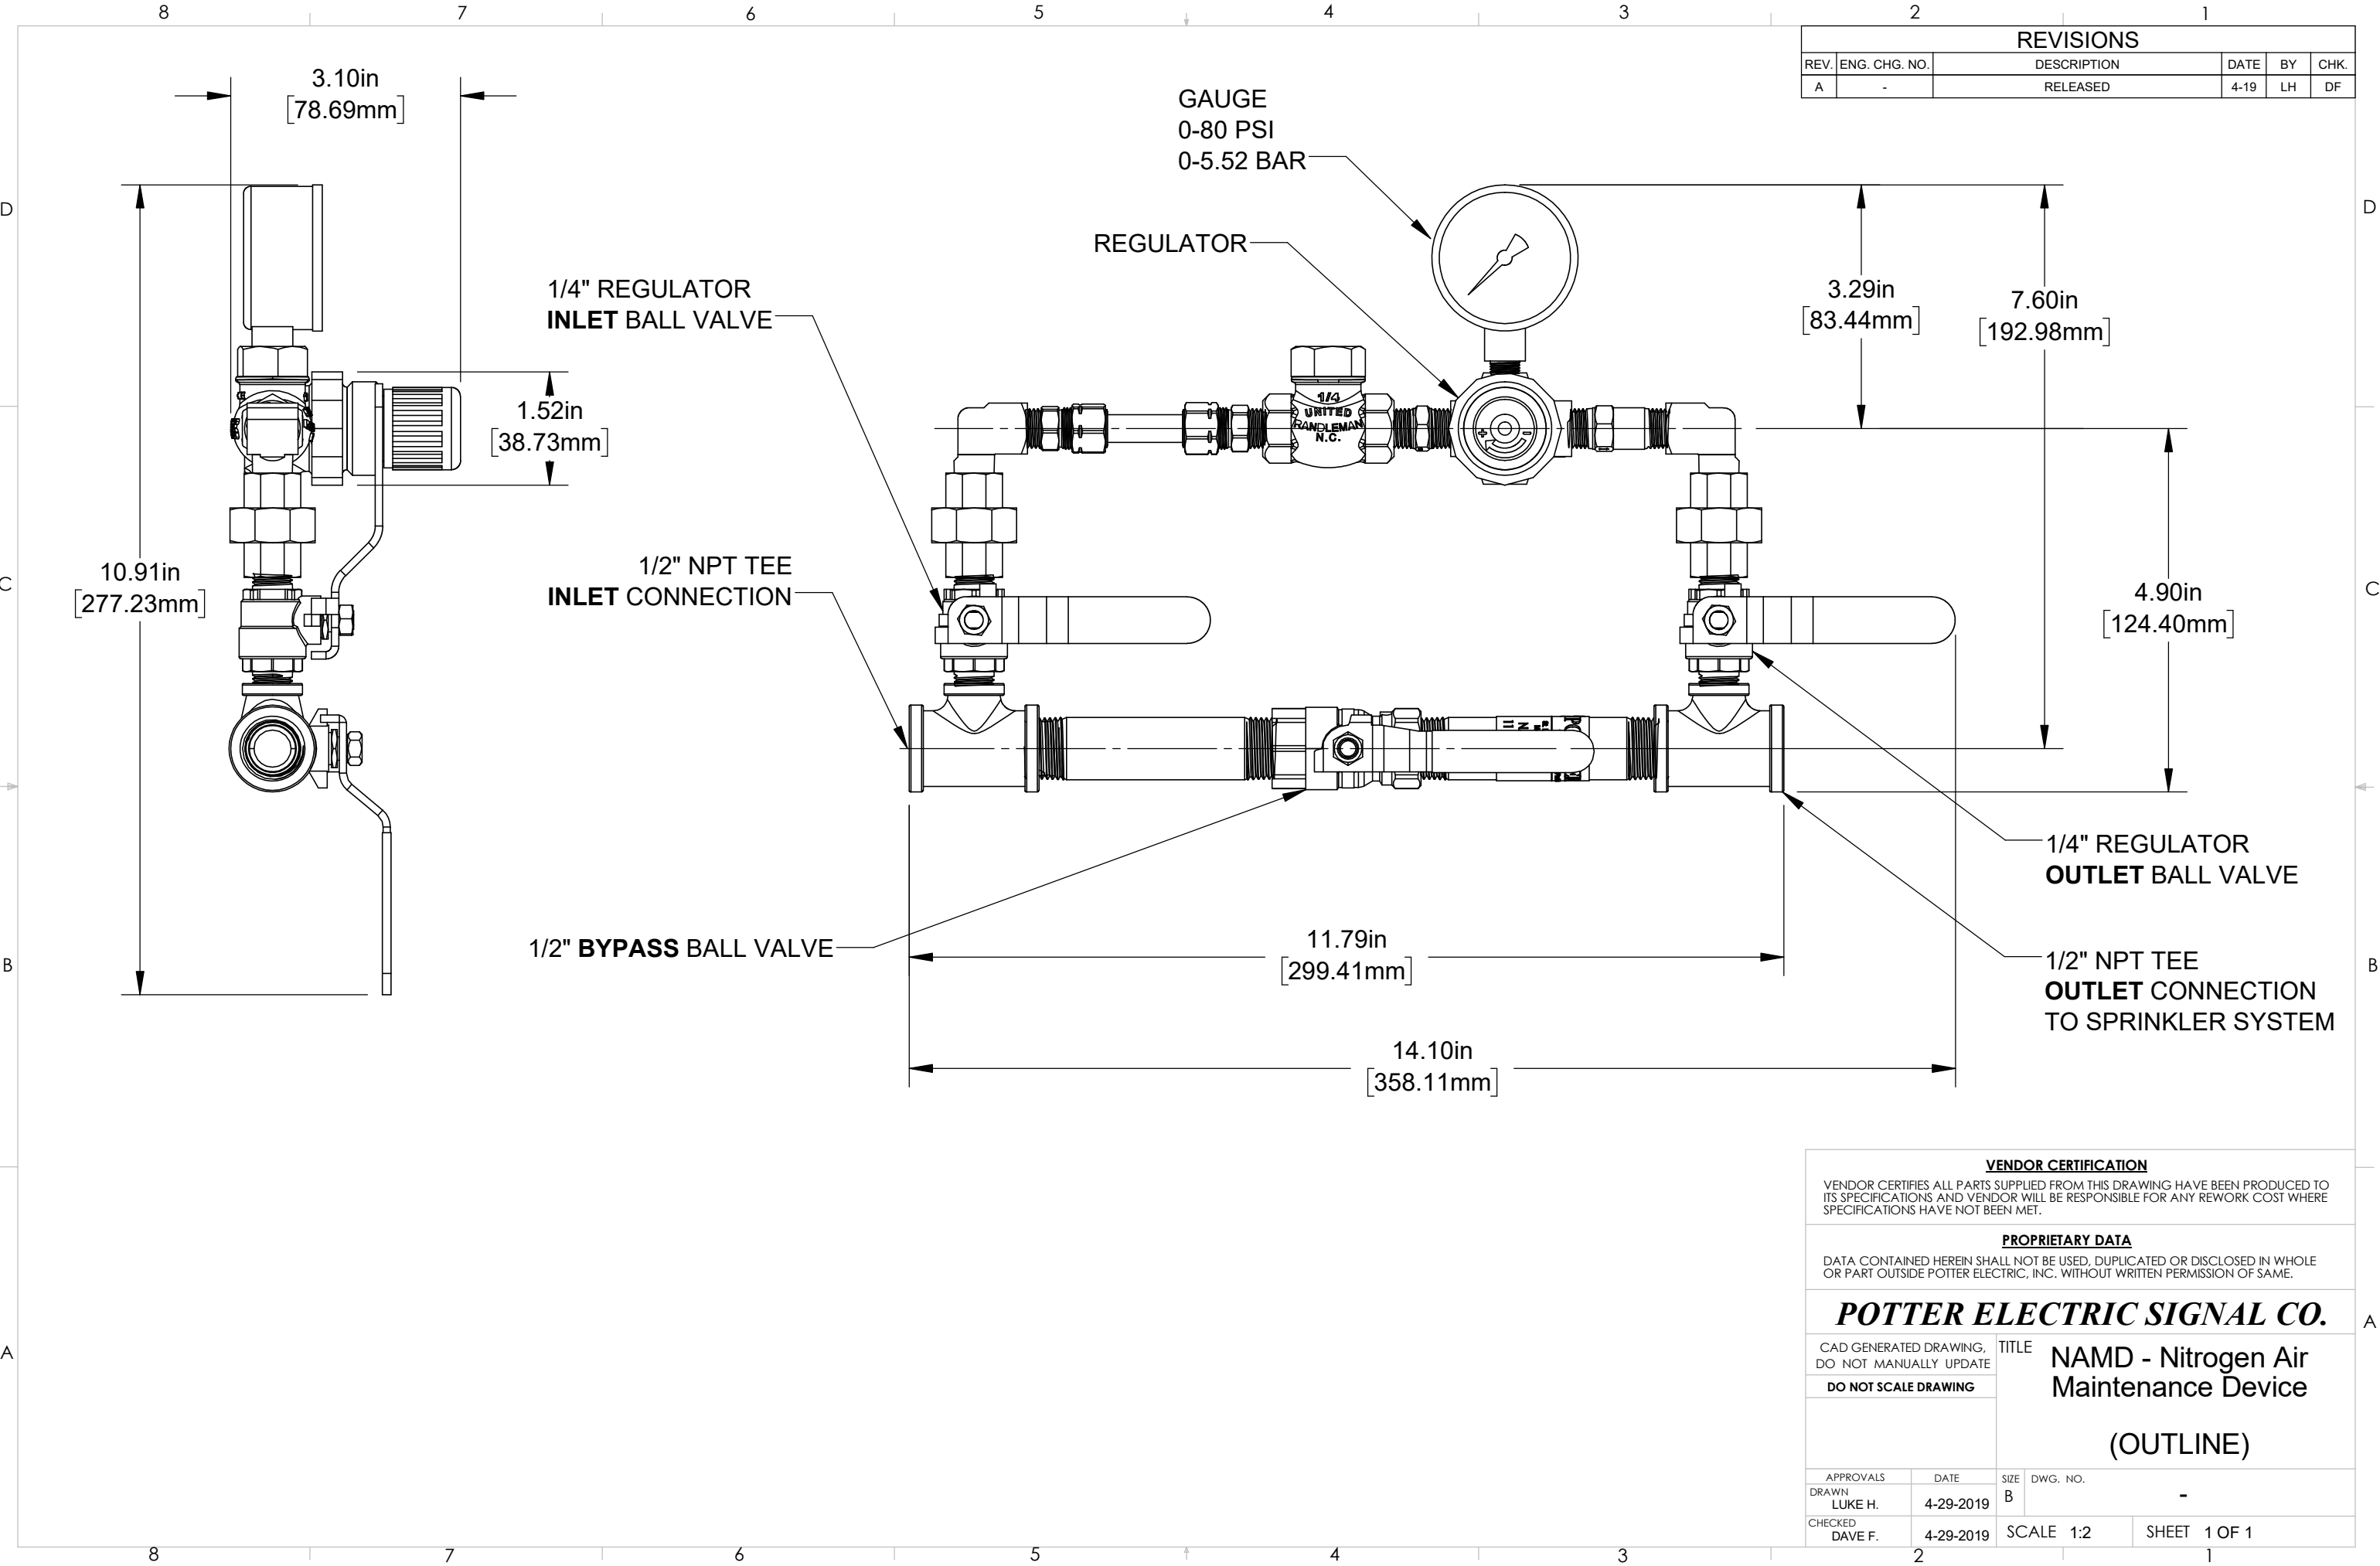 8 7 6 5 4 3 2 1
REVISIONS
REV. ENG. CHG. NO. DESCRIPTION DATE BY CHK.
A - RELEASED 4-19 LH DF
3.10in
[78.69mm]
GAUGE
0-80 PSI
0-5.52 BAR
D D
REGULATOR
1/4" REGULATOR
INLET BALL VALVE
3.29in
[83.44mm]
7.60in
[192.98mm]
1.52in
[38.73mm]
1/4
UNITED
RANDLEMAN
N.C.
+ -
10.91in
[277.23mm]
1/2" NPT TEE
INLET CONNECTION
C C
4.90in
[124.40mm]
1/4" REGULATOR
OUTLET BALL VALVE
1/2" BYPASS BALL VALVE
11.79in
[299.41mm]
B B
1/2" NPT TEE
OUTLET CONNECTION
TO SPRINKLER SYSTEM
14.10in
[358.11mm]
VENDOR CERTIFICATION
VENDOR CERTIFIES ALL PARTS SUPPLIED FROM THIS DRAWING HAVE BEEN PRODUCED TO
ITS SPECIFICATIONS AND VENDOR WILL BE RESPONSIBLE FOR ANY REWORK COST WHERE
SPECIFICATIONS HAVE NOT BEEN MET.
PROPRIETARY DATA
DATA CONTAINED HEREIN SHALL NOT BE USED, DUPLICATED OR DISCLOSED IN WHOLE
OR PART OUTSIDE POTTER ELECTRIC, INC. WITHOUT WRITTEN PERMISSION OF SAME.
POTTER ELECTRIC SIGNAL CO.
A A
CAD GENERATED DRAWING,
DO NOT MANUALLY UPDATE
DO NOT SCALE DRAWING
TITLE
NAMD - Nitrogen Air
Maintenance Device
(OUTLINE)
APPROVALS DATE
DRAWN
LUKE H. 4-29-2019
CHECKED
DAVE F. 4-29-2019
SIZE DWG. NO.
B -
SCALE 1:2 SHEET 1 OF 1
8 7 6 5 4 3 2 1